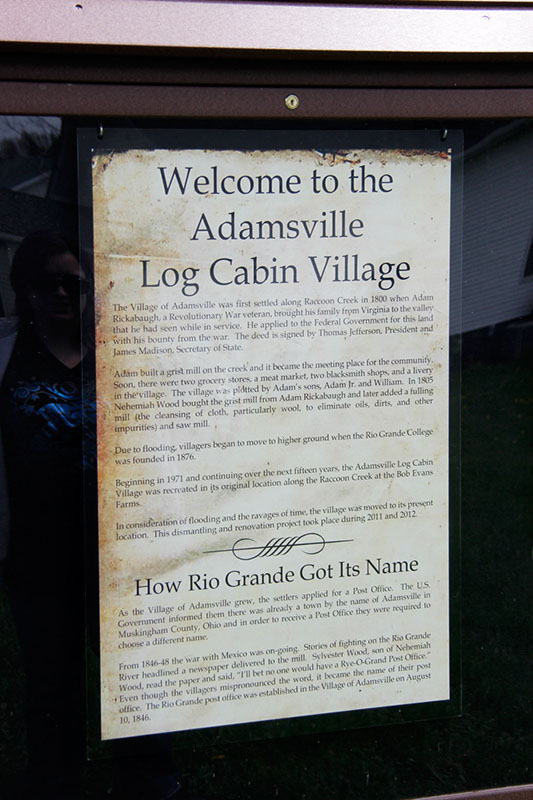 Welcome to the
Adamsville
Log Cabin Village
The Village of Adamsville was first settled along Raccoon Creek in 1800 when Adam
Rickabaugh, a Revolutionary War veteran, brought his family from Virginia to the valley
that he had seen while in service. He applied to the Federal Government for this land
with his bounty from the war. The deed is signed by Thomas Jefferson, President and
James Madison, Secretary of State.
Adam built a grist mill on the creek and it became the meeting place for the community.
Soon, there were two grocery stores, a meat market, two blacksmith shops, and a livery
in the village. The village was plotted by Adam's sons, Adam Jr. and William. In 1805
Nehemiah Wood bought the grist mill from Adam Rickabaugh and later added a fulling
mill (the cleansing of cloth, particularly wool, to eliminate oils, dirts, and other
impurities) and saw mill.
Due to flooding, villagers began to move to higher ground when the Rio Grande College
was founded in 1876.
Beginning in 1971 and continuing over the next fifteen years, the Adamsville Log Cabin
Village was recreated in its original location along the Raccoon Creek at the Bob Evans
Farms.
In consideration of flooding and the ravages of time, the village was moved to its present
location. This dismantling and renovation project took place during 2011 and 2012.
How Rio Grande Got Its Name
As the Village of Adamsville grew, the settlers applied for a Post Office. The U.S.
Government informed them there was already a town by the name of Adamsville in
Muskingham County, Ohio and in order to receive a Post Office they were required to
choose a different name.
From 1846-48 the war with Mexico was on-going. Stories of fighting on the Rio Grande
River headlined a newspaper delivered to the mill. Sylvester Wood, son of Nehemiah
Wood, read the paper and said, "I'll bet no one would have a Rye-O-Grand Post Office."
Even though the villagers mispronounced the word, it became the name of their post
office. The Rio Grande post office was established in the Village of Adamsville on August
10, 1846.